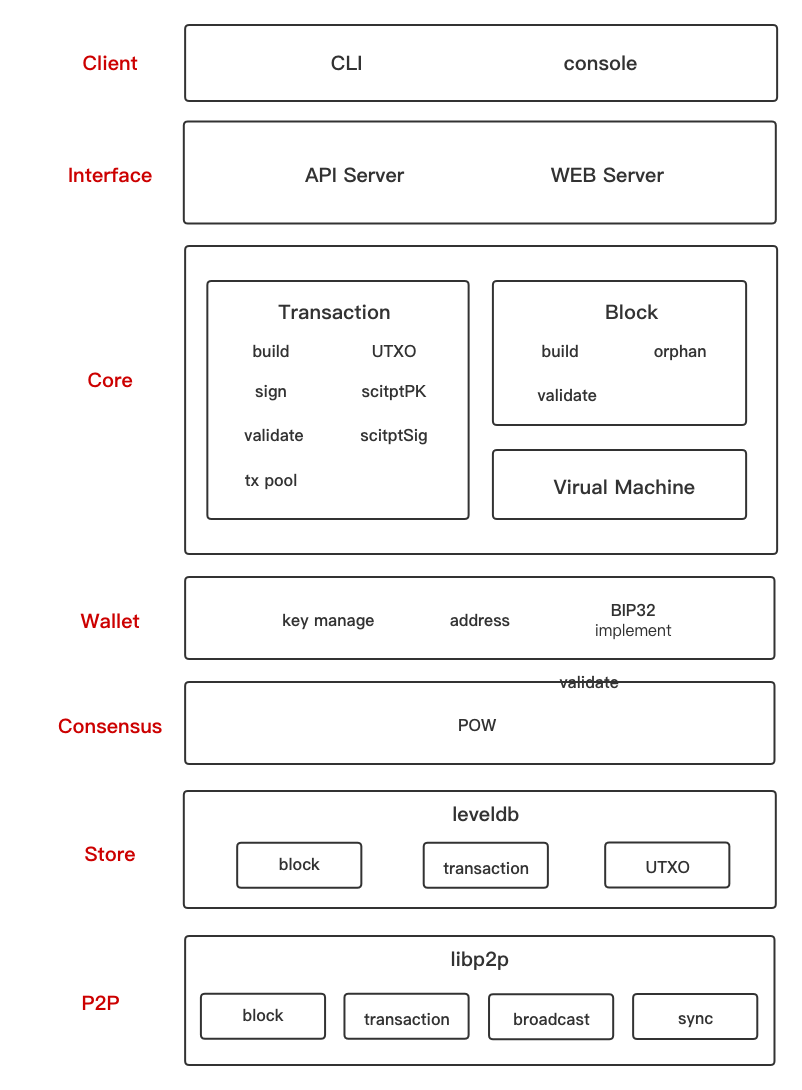 Client
CLI
console
Interface
API Server
WEB Server
Core
Transaction
build
UTXO
sign
scitptPK
validate
scitptSig
tx pool
Block
build
orphan
validate
Virual Machine
Wallet
key manage
address
BIP32
implement
validate
Consensus
POW
Store
leveldb
block
transaction
UTXO
P2P
libp2p
block
transaction
broadcast
sync